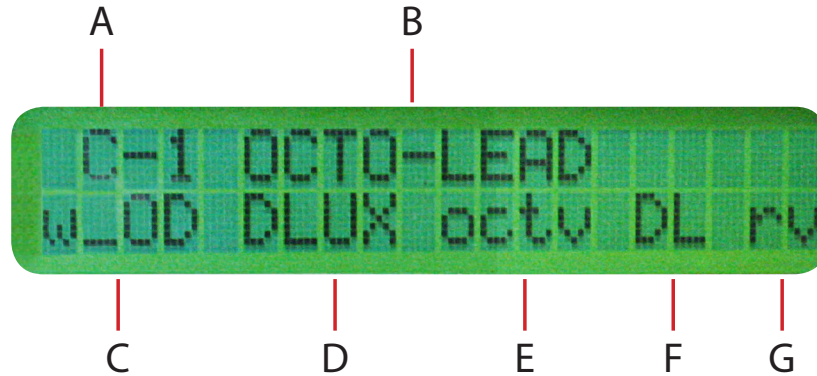 A B
C-1 OCTO-LEAD
w_OD DLUX octv DL rv
C D E F G